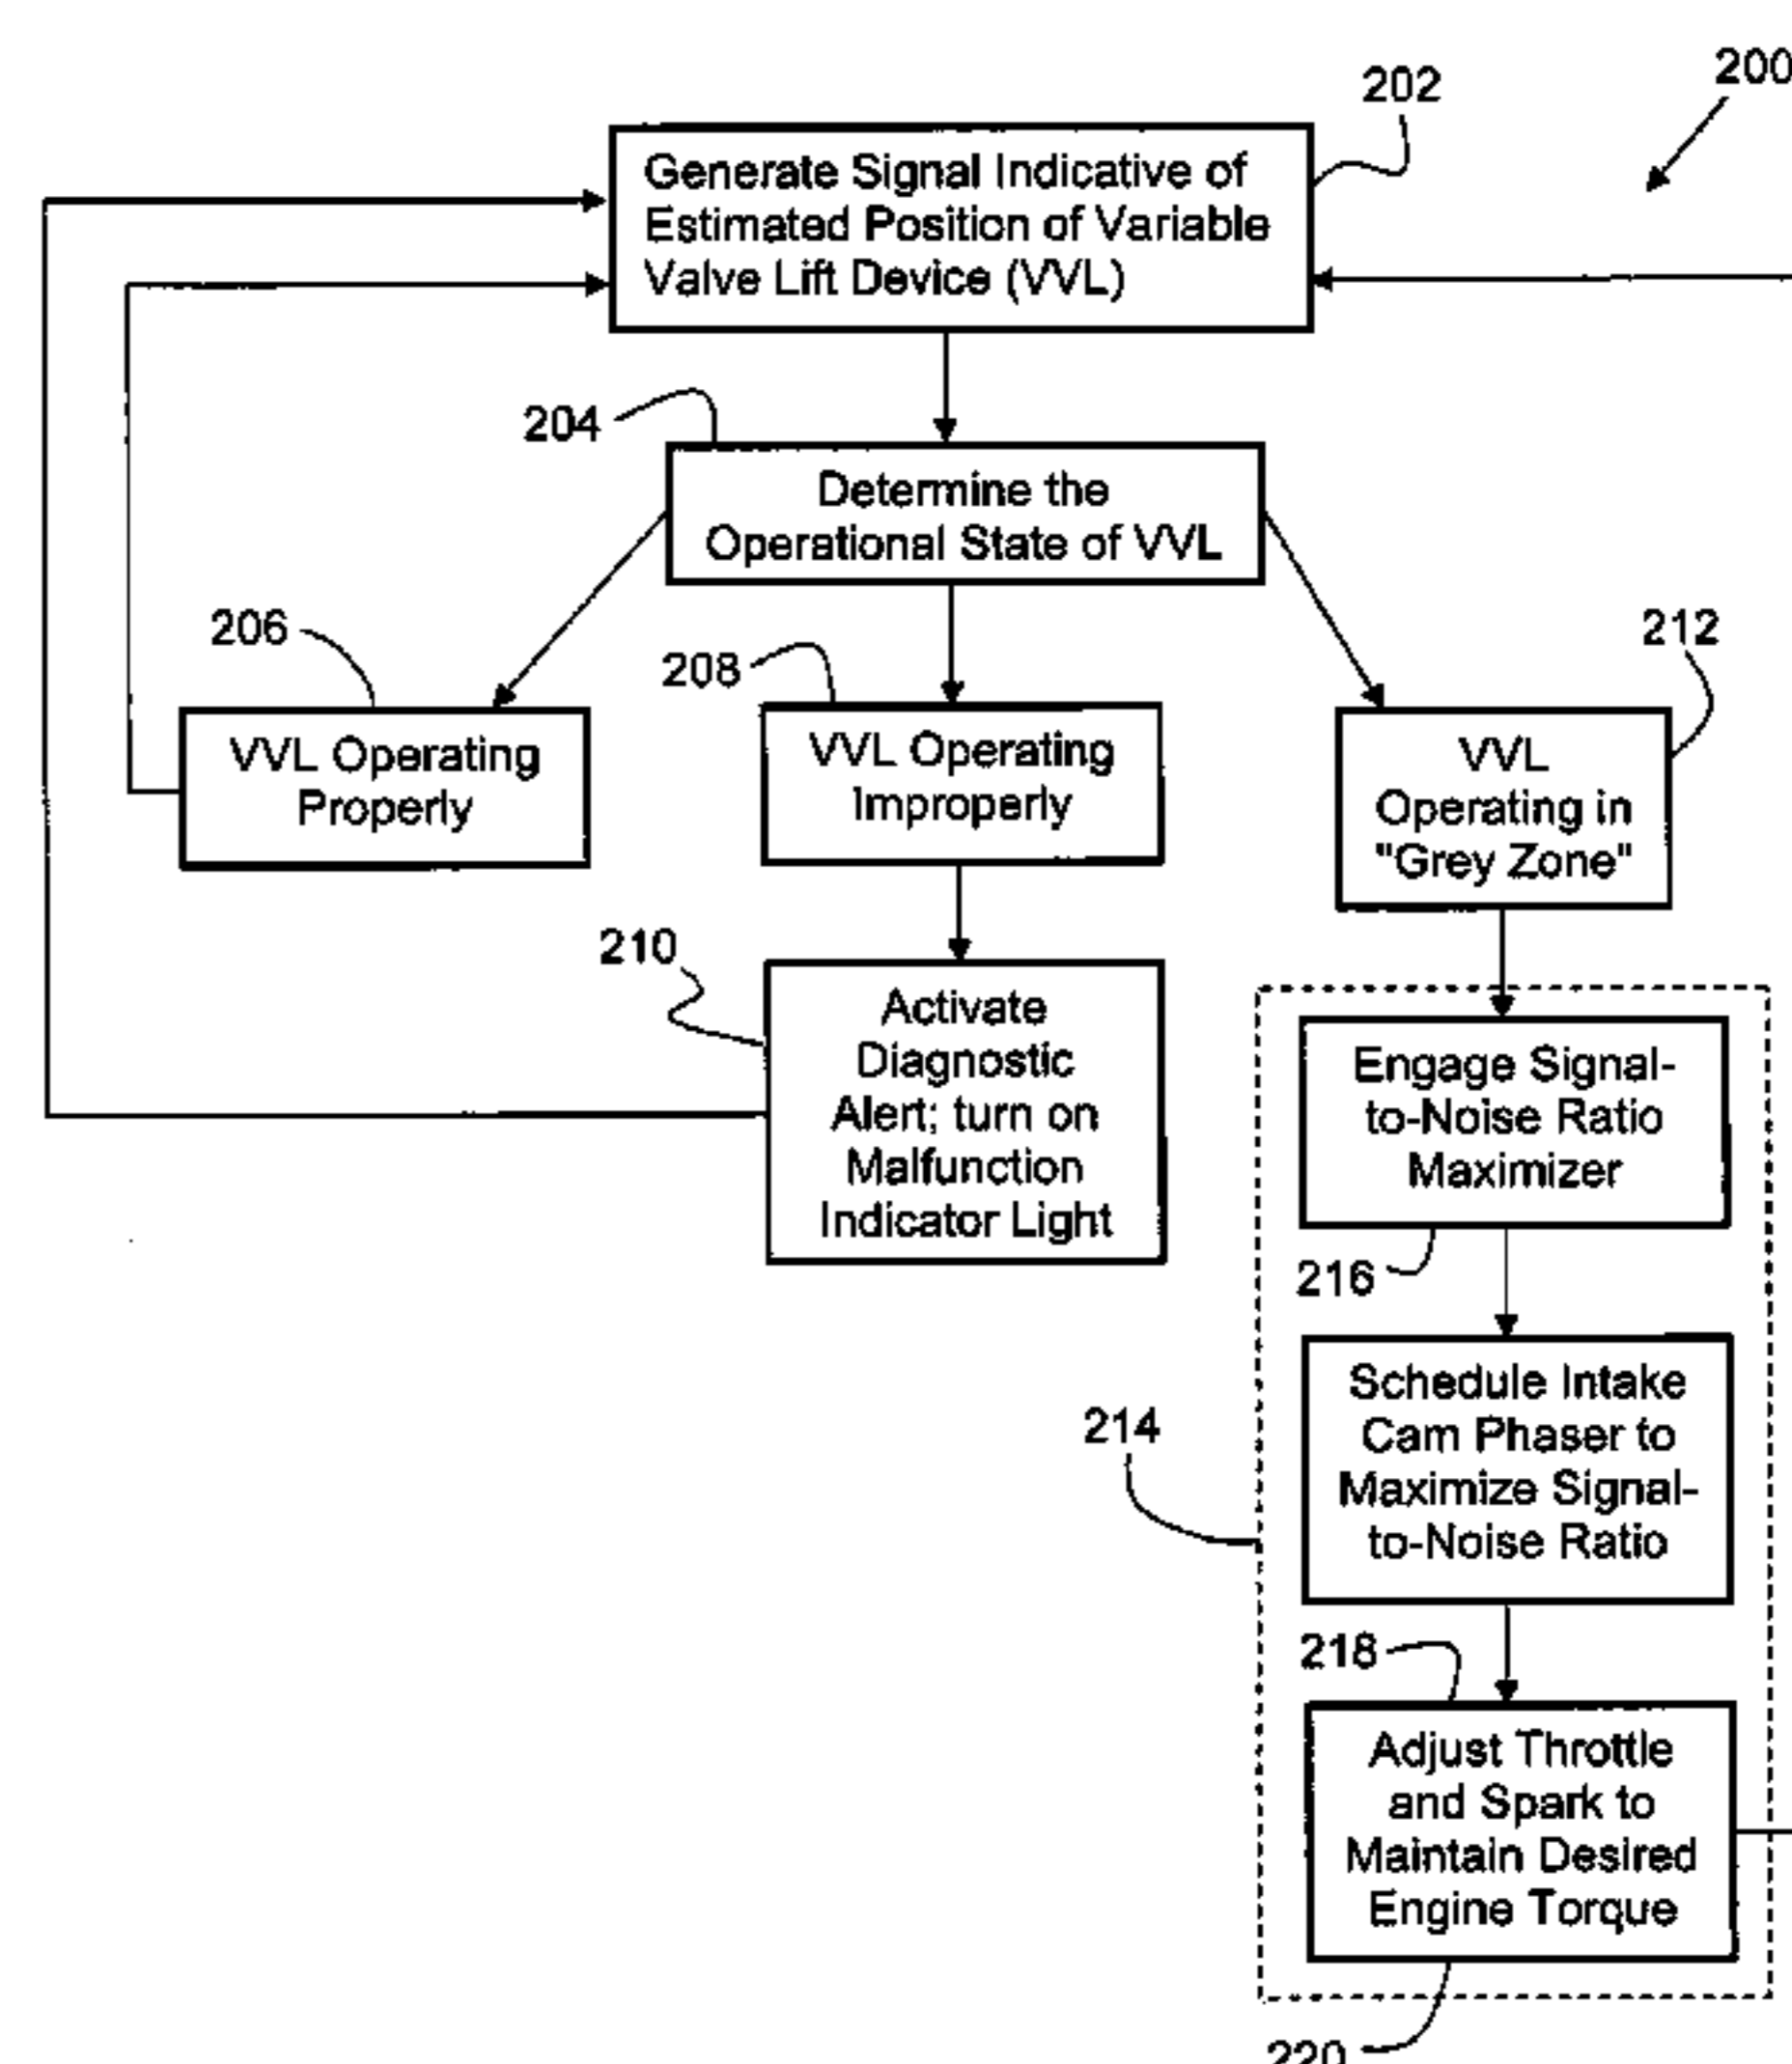 200
202
Generate Signal Indicative of
Estimated Position of Variable
Valve Lift Device (VVL)
204
Determine the
Operational State of VVL
206
VVL Operating
Properly
208
VVL Operating
Improperly
212
VVL
Operating in
"Grey Zone"
210
Activate
Diagnostic
Alert; turn on
Malfunction
Indicator Light
Engage Signal-
to-Noise Ratio
Maximizer
216
214
Schedule Intake
Cam Phaser to
Maximize Signal-
to-Noise Ratio
218
Adjust Throttle
and Spark to
Maintain Desired
Engine Torque
220